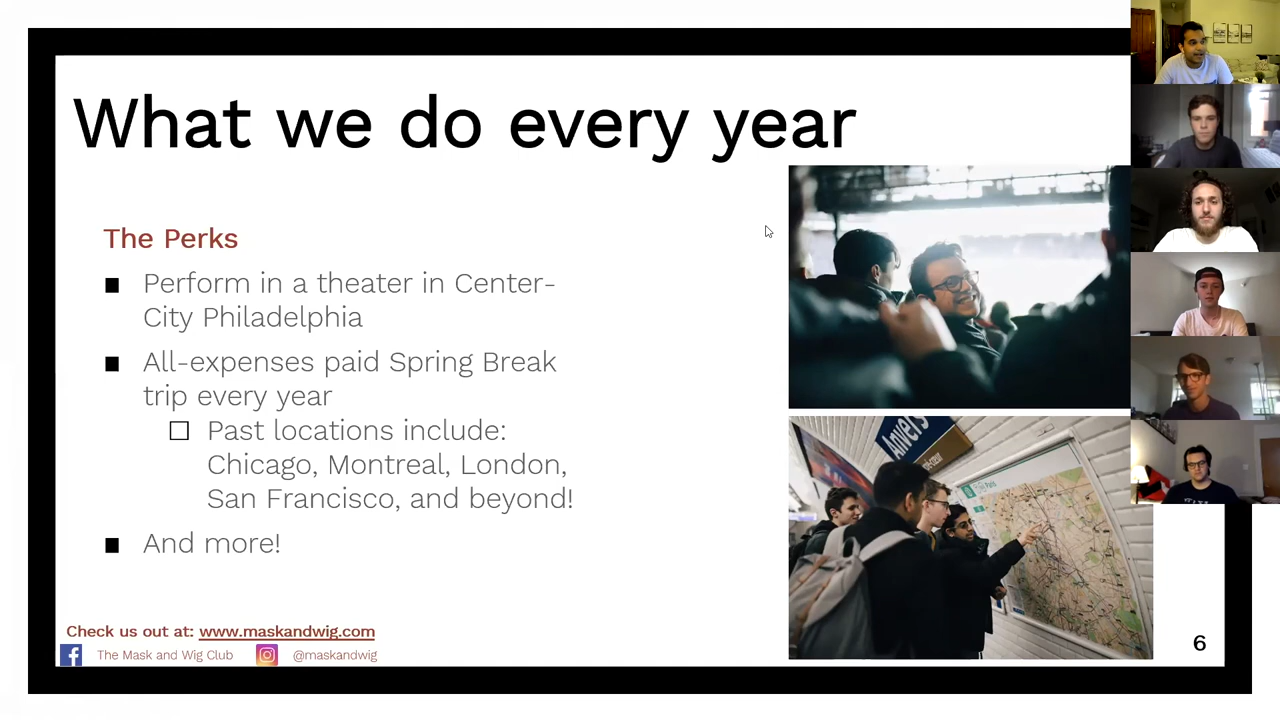 What we do every year
The Perks
Perform in a theater in Center-
City Philadelphia
All-expenses paid Spring Break
trip every year
Past locations include:
Chicago, Montreal, London,
San Francisco, and beyond!
And more!
Anvers
Paris
Check us out at: www.maskandwig.com
The Mask and Wig Club
@maskandwig
6